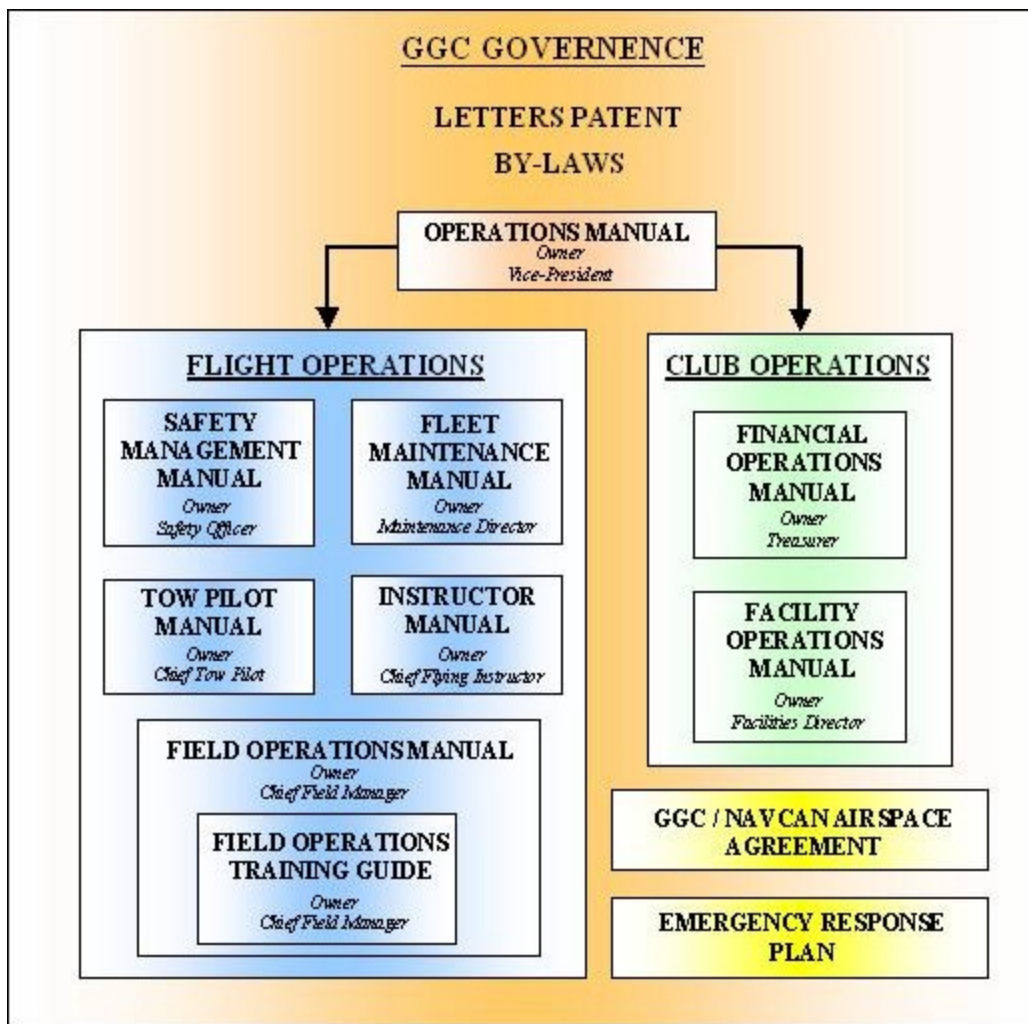 GGC GOVERNENCE
LETTERS PATENT
BY-LAWS
OPERATIONS MANUAL
Owner
Vice-President
FLIGHT OPERATIONS
SAFETY
MANAGEMENT
MANUAL
Owner
Safety Officer
FLEET
MAINTENANCE
MANUAL
Owner
Maintenance Director
TOW PILOT
MANUAL
Owner
Chief Tow Pilot
INSTRUCTOR
MANUAL
Owner
Chief Flying Instructor
FIELD OPERATIONS MANUAL
Owner
Chief Field Manager
FIELD OPERATIONS
TRAINING GUIDE
Owner
Chief Field Manager
CLUB OPERATIONS
FINANCIAL
OPERATIONS
MANUAL
Owner
Treasurer
FACILITY
OPERATIONS
MANUAL
Owner
Facilities Director
GGC / NAVCAN AIRSPACE
AGREEMENT
EMERGENCY RESPONSE
PLAN